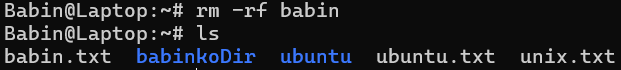 Babin@Laptop:~# rm -rf babin
Babin@Laptop:~# ls
babin.txt babinkoDir ubuntu ubuntu.txt unix.txt